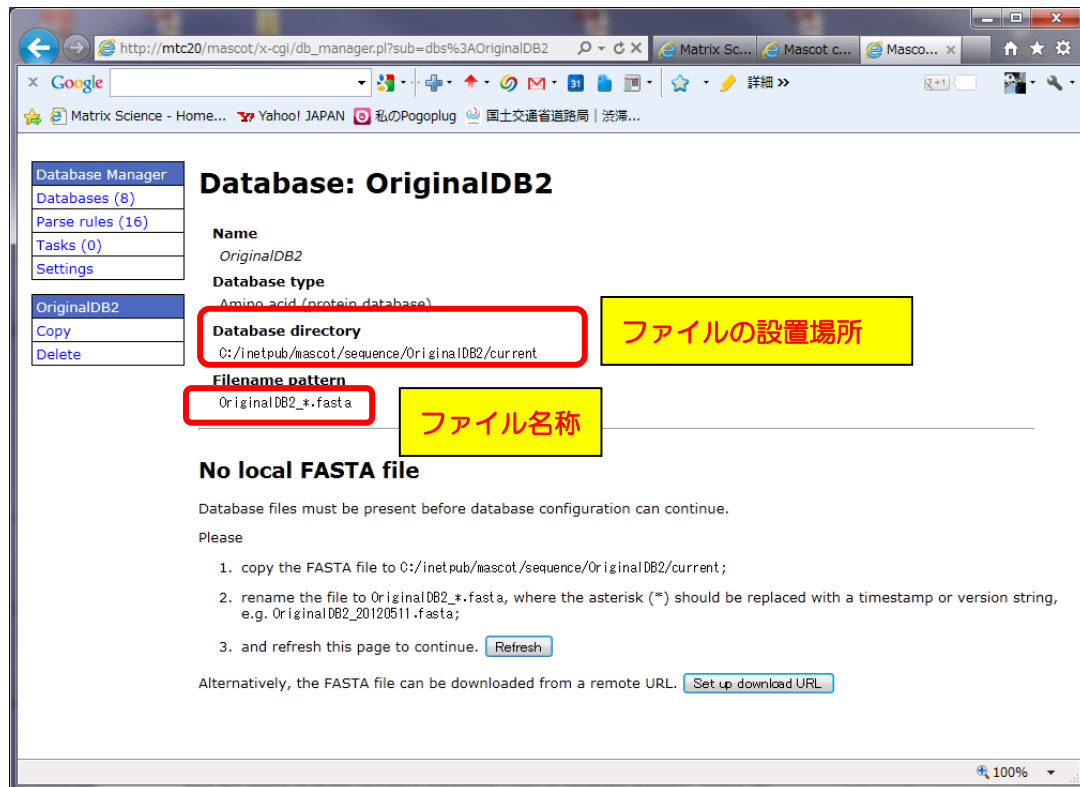 http://mtc20/mascot/x-cgi/db_manager.pl?sub=dbs%3AOriginalDB2
Matrix Sc...
Mascot c...
Masco...
× Google
31
詳細 »
Matrix Science - Home...
Yahoo! JAPAN
私のPogoplug
国土交通省道路局 | 渋滞...
Database Manager
Databases (8)
Parse rules (16)
Tasks (0)
Settings
OriginalDB2
Copy
Delete
Database: OriginalDB2
Name
OriginalDB2
Database type
Amino acid (protein database)
Database directory
C:/inetpub/mascot/sequence/OriginalDB2/current
ファイルの設置場所
Filename pattern
OriginalDB2_*.fasta
ファイル名称
No local FASTA file
Database files must be present before database configuration can continue.
Please
1. copy the FASTA file to C:/inetpub/mascot/sequence/OriginalDB2/current;
2. rename the file to OriginalDB2_*.fasta, where the asterisk (*) should be replaced with a timestamp or version string,
e.g. OriginalDB2_20120511.fasta;
3. and refresh this page to continue. Refresh
Alternatively, the FASTA file can be downloaded from a remote URL. Set up download URL
100%